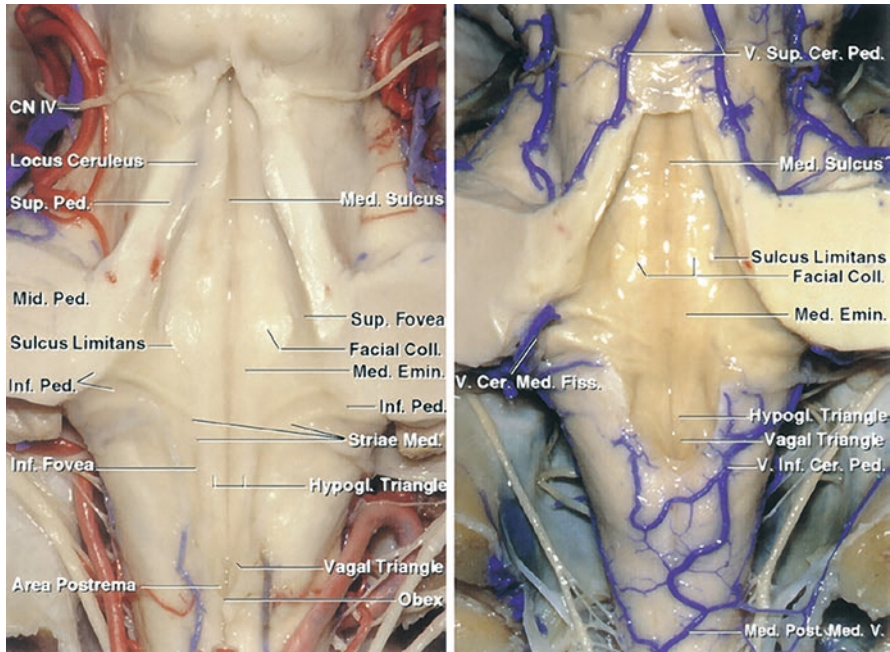 CN IV
Locus Ceruleus
Sup. Ped.
Med. Sulcus
Mid. Ped.
Sup. Fovea
Sulcus Limitans
Facial Coll.
Med. Emin.
Inf. Ped.
Inf. Ped.
Striae Med.
Inf. Fovea
Hypogl. Triangle
Vagal Triangle
Area Postrema
Obex
V. Sup. Cer. Ped.
Med. Sulcus
Sulcus Limitans
Facial Coll.
Med. Emin.
V. Cer. Med. Fiss.
Hypogl. Triangle
Vagal Triangle
V. Inf. Cer. Ped.
Med. Post. Med. V.